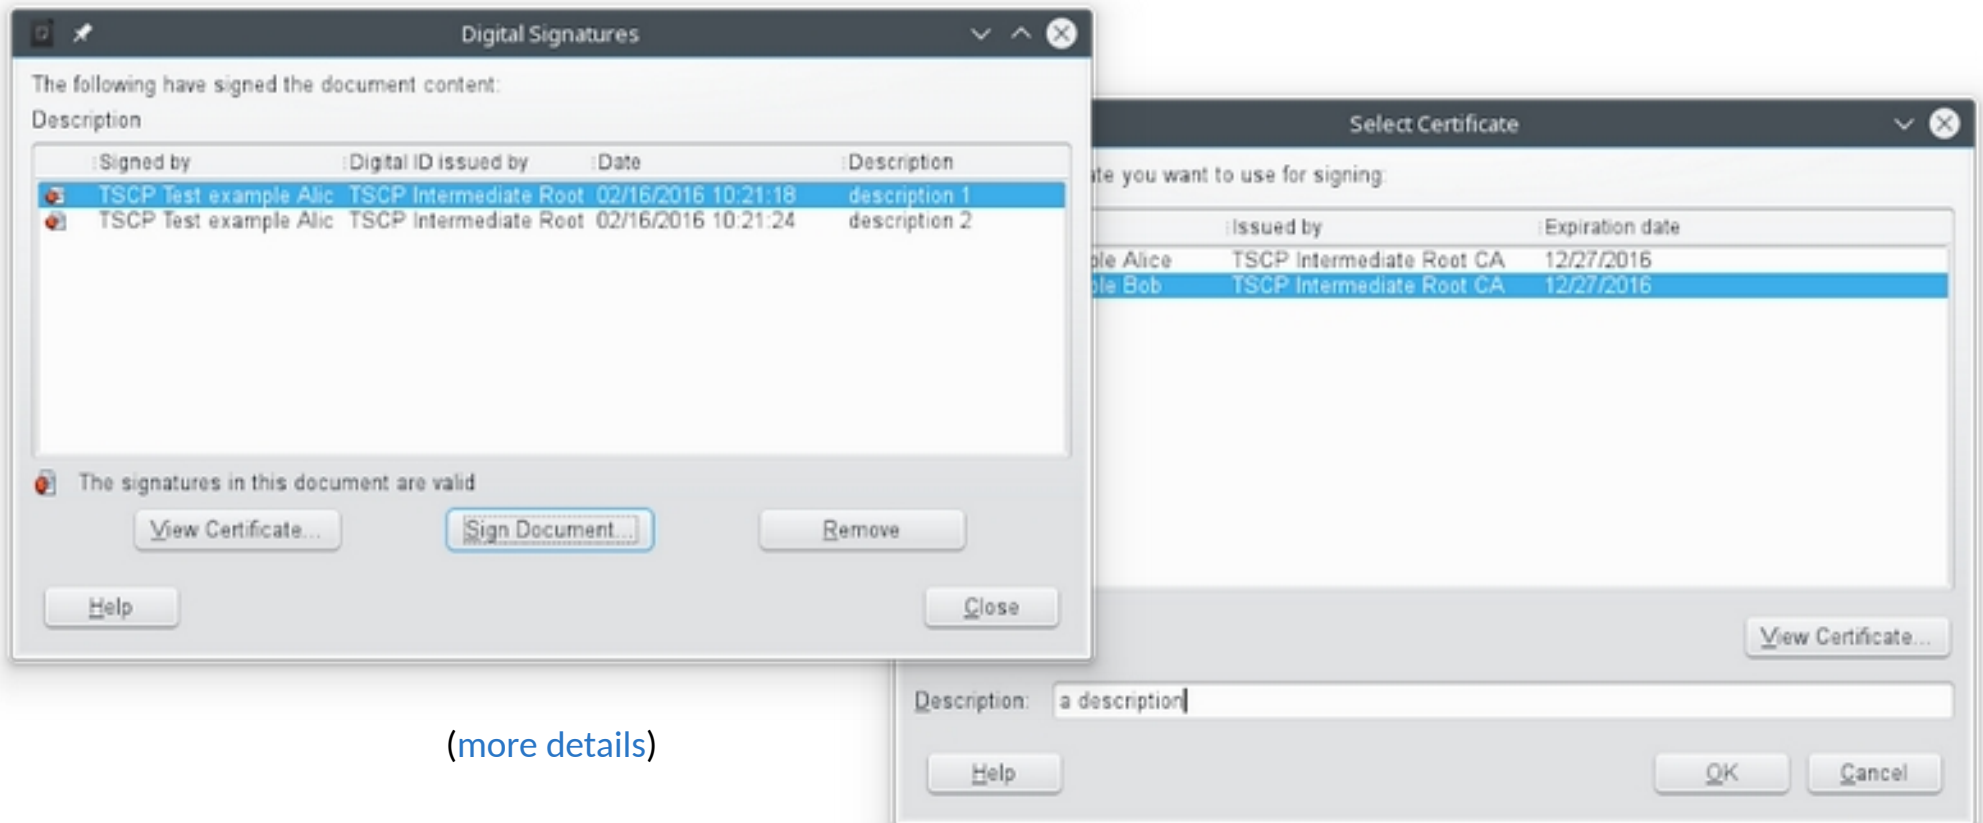 Digital Signatures
The following have signed the document content:
Description
Signed by Digital ID issued by Date Description
TSCP Test example Alic TSCP Intermediate Root 02/16/2016 10:21:18 description 1
TSCP Test example Alic TSCP Intermediate Root 02/16/2016 10:21:24 description 2
The signatures in this document are valid
View Certificate... Sign Document... Remove
Help Close
(more details)
Select Certificate
ate you want to use for signing:
Issued by Expiration date
ple Alice TSCP Intermediate Root CA 12/27/2016
ple Bob TSCP Intermediate Root CA 12/27/2016
View Certificate...
Description: a description
Help OK Cancel